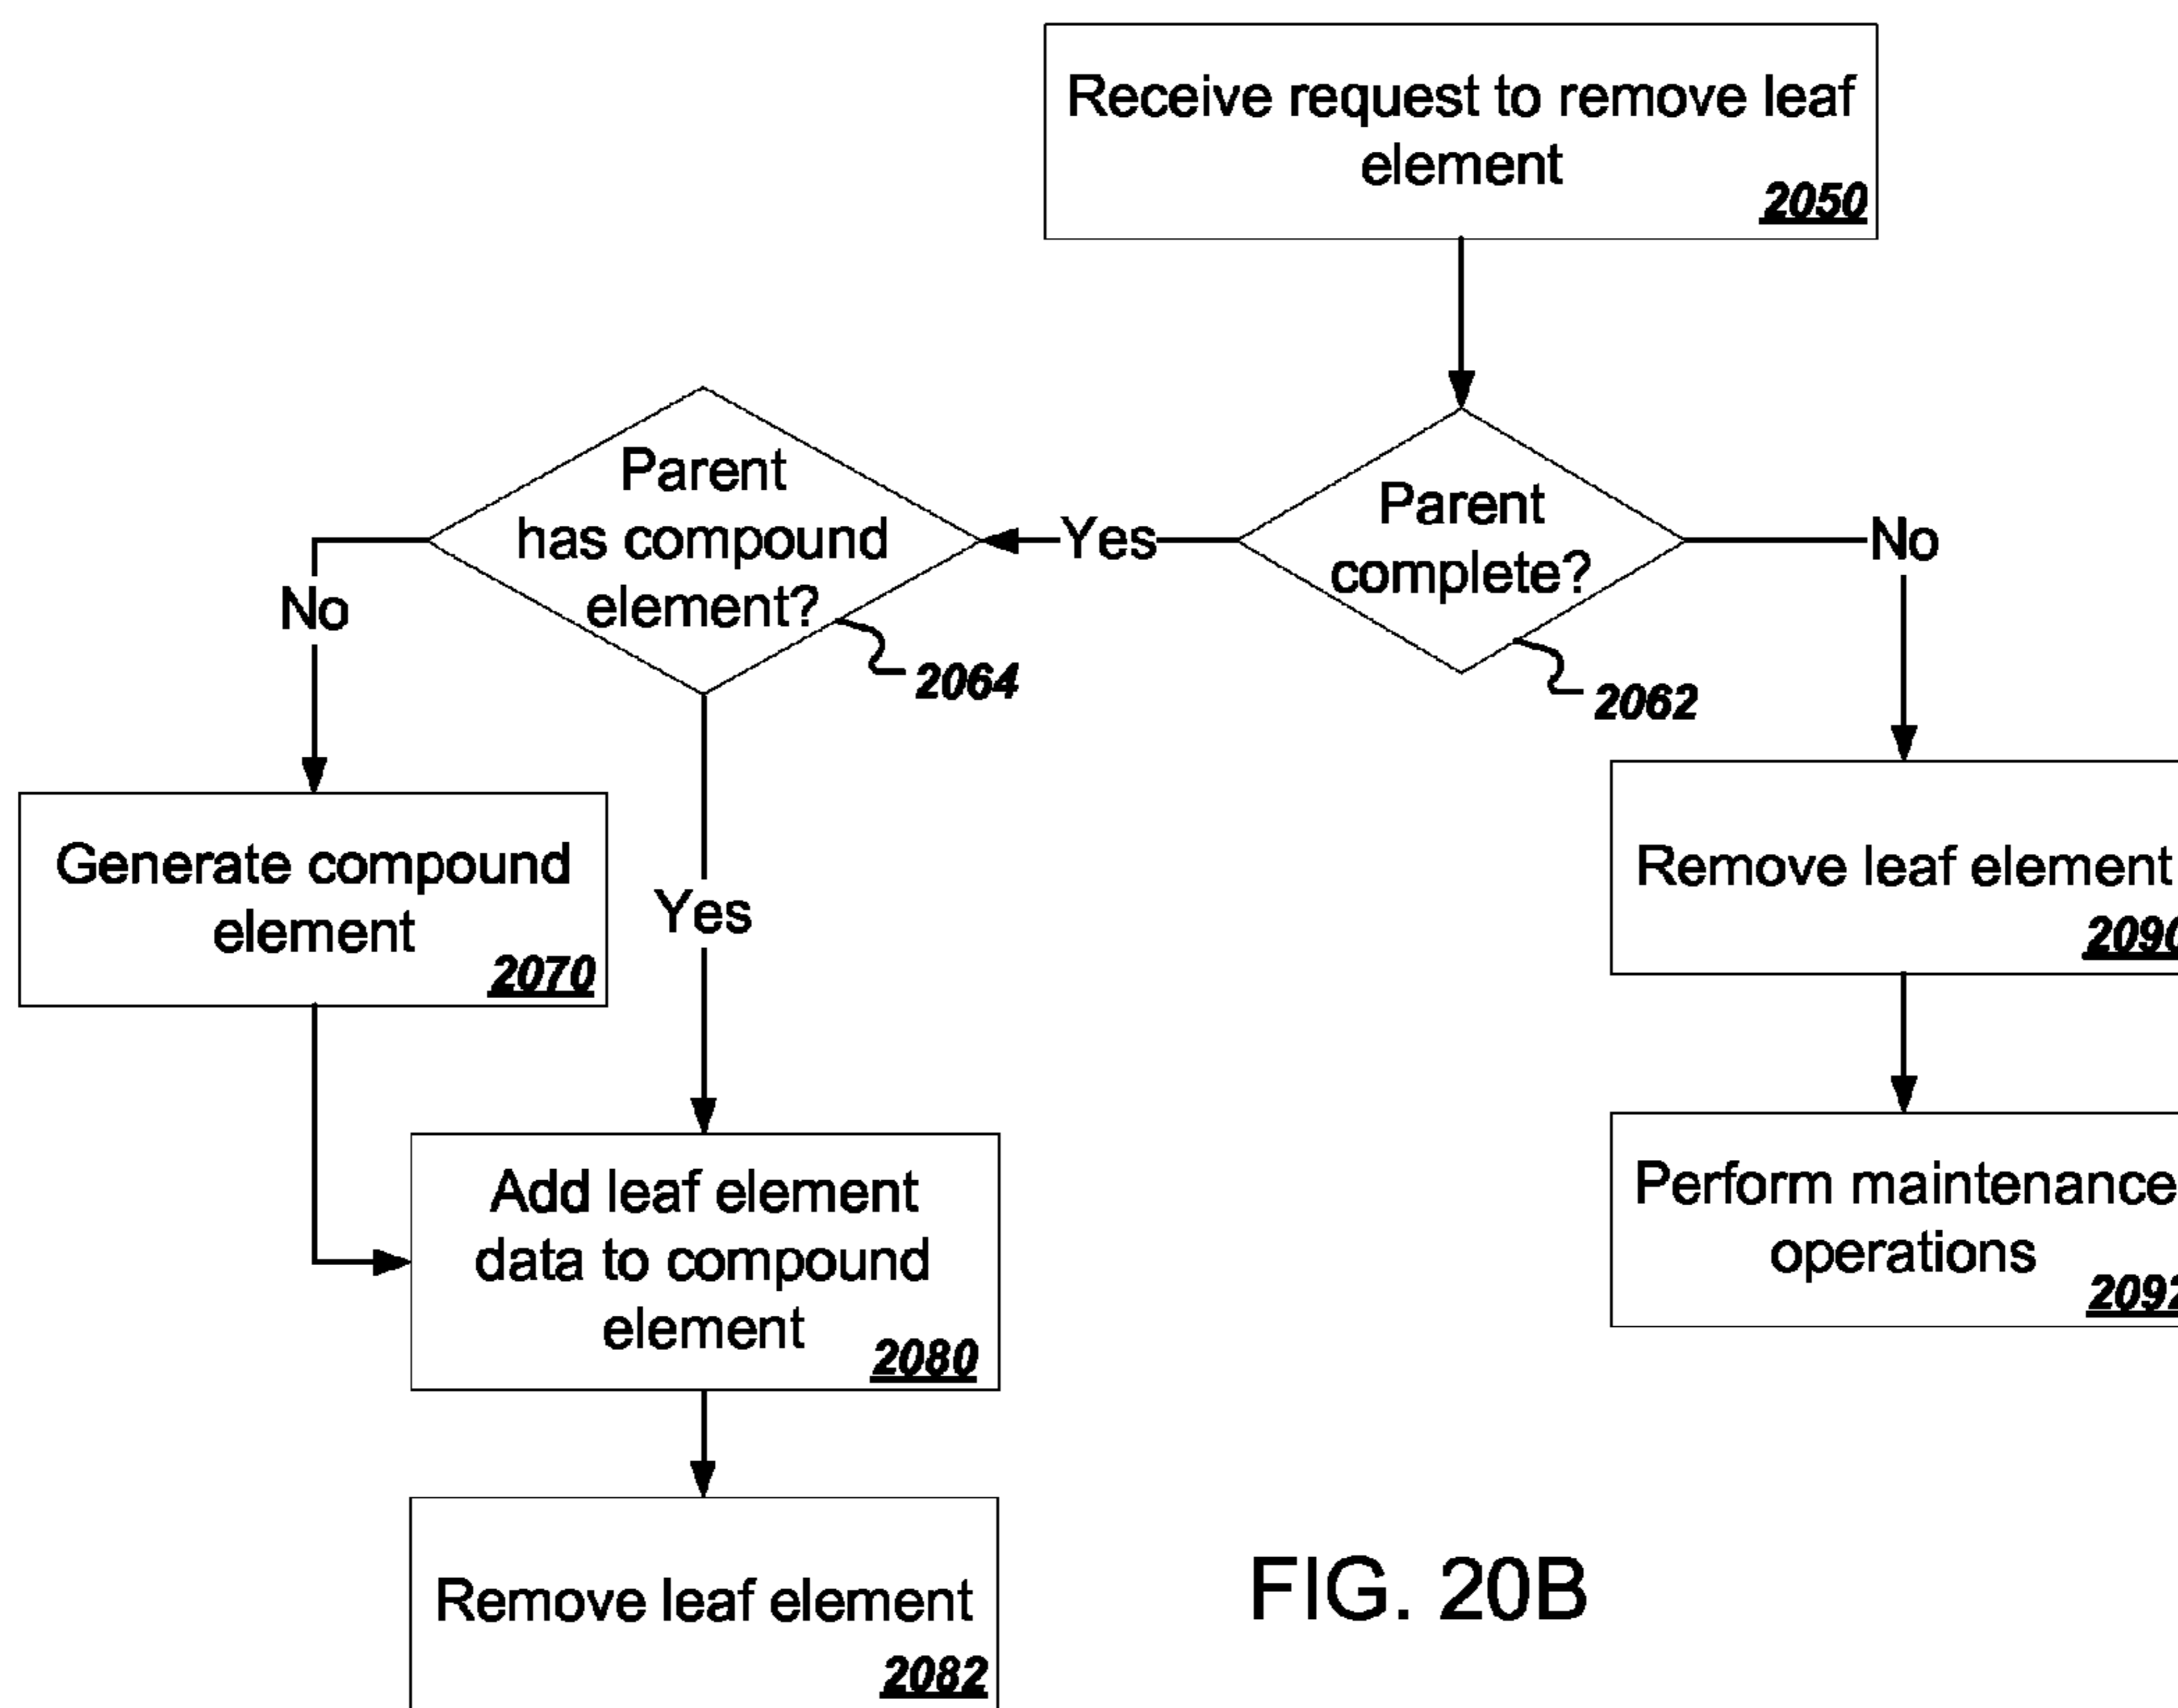 Receive request to remove leaf
element
2050
Parent
complete?
2062
Yes
No
Parent
has compound
element?
2064
No
Yes
Generate compound
element
2070
Remove leaf element
2090
Add leaf element
data to compound
element
2080
Perform maintenance
operations
2092
Remove leaf element
2082
FIG. 20B